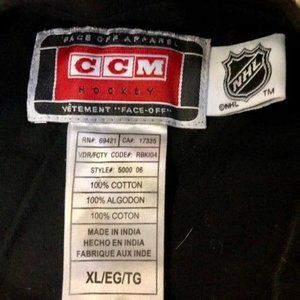 FACE OFF APPAREL
CCM
HOCKEY
VÊTEMENT "FACE-OFF"
NHL
©NHL
TM
RN#: 69421 CA#: 17335
VDR/FCTY CODE#: RBKI04
STYLE#: 5000 06
100% COTTON
100% ALGODON
100% COTON
MADE IN INDIA
HECHO EN INDIA
FABRIQUE AUX INDE
XL/EG/TG